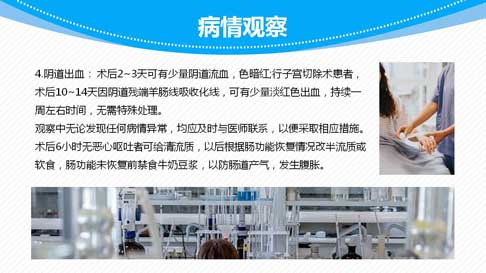 病情观察
4.阴道出血： 术后2~3天可有少量阴道流血，色暗红;行子宫切除术患者，
术后10~14天因阴道残端羊肠线吸收化线，可有少量淡红色出血，持续一
周左右时间，无需特殊处理。
观察中无论发现任何病情异常，均应及时与医师联系，以便采取相应措施。
术后6小时无恶心呕吐者可给清流质，以后根据肠功能恢复情况改半流质或
软食，肠功能未恢复前禁食牛奶豆浆，以防肠道产气，发生腹胀。